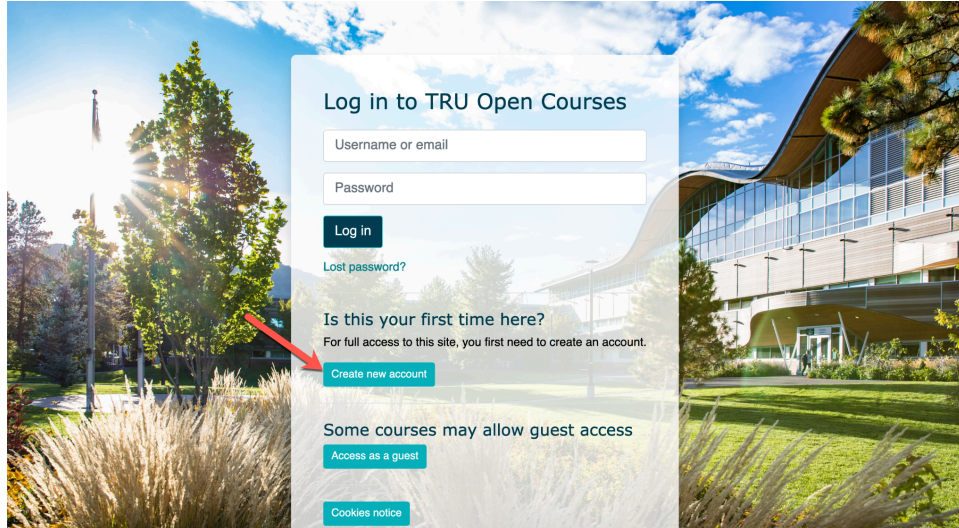 Log in to TRU Open Courses
Username or email
Password
Log in
Lost password?
Is this your first time here?
For full access to this site, you first need to create an account.
Create new account
Some courses may allow guest access
Access as a guest
Cookies notice